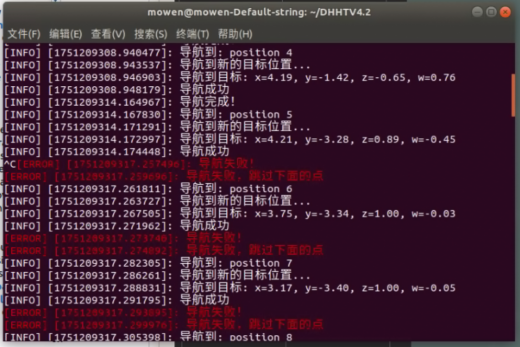 mowen@mowen-Default-string: ~/DHHTV4.2
文件(F) 编辑(E) 查看(V) 搜索(S) 终端(T) 帮助(H)
[INFO] [1751209308.940477]: 导航到: position 4
[INFO] [1751209308.943537]: 导航到新的目标位置...
[INFO] [1751209308.946903]: 导航到目标: x=4.19, y=-1.42, z=-0.65, w=0.76
[INFO] [1751209308.948179]: 导航成功
[INFO] [1751209314.164967]: 导航完成!
[INFO] [1751209314.167830]: 导航到: position 5
[INFO] [1751209314.171291]: 导航到新的目标位置...
[INFO] [1751209314.172997]: 导航到目标: x=4.21, y=-3.28, z=0.89, w=-0.45
[INFO] [1751209314.174448]: 导航成功
^C[ERROR] [1751209317.257496]: 导航失败!
[ERROR] [1751209317.259696]: 导航失败，跳过下面的点
[INFO] [1751209317.261811]: 导航到: position 6
[INFO] [1751209317.263727]: 导航到新的目标位置...
[INFO] [1751209317.267505]: 导航到目标: x=3.75, y=-3.34, z=1.00, w=-0.03
[INFO] [1751209317.271962]: 导航成功
[ERROR] [1751209317.273740]: 导航失败!
[ERROR] [1751209317.274892]: 导航失败，跳过下面的点
[INFO] [1751209317.282305]: 导航到: position 7
[INFO] [1751209317.286261]: 导航到新的目标位置...
[INFO] [1751209317.288831]: 导航到目标: x=3.17, y=-3.40, z=1.00, w=-0.05
[INFO] [1751209317.291795]: 导航成功
[ERROR] [1751209317.293895]: 导航失败!
[ERROR] [1751209317.299976]: 导航失败，跳过下面的点
[INFO] [1751209317.305398]: 导航到: position 8